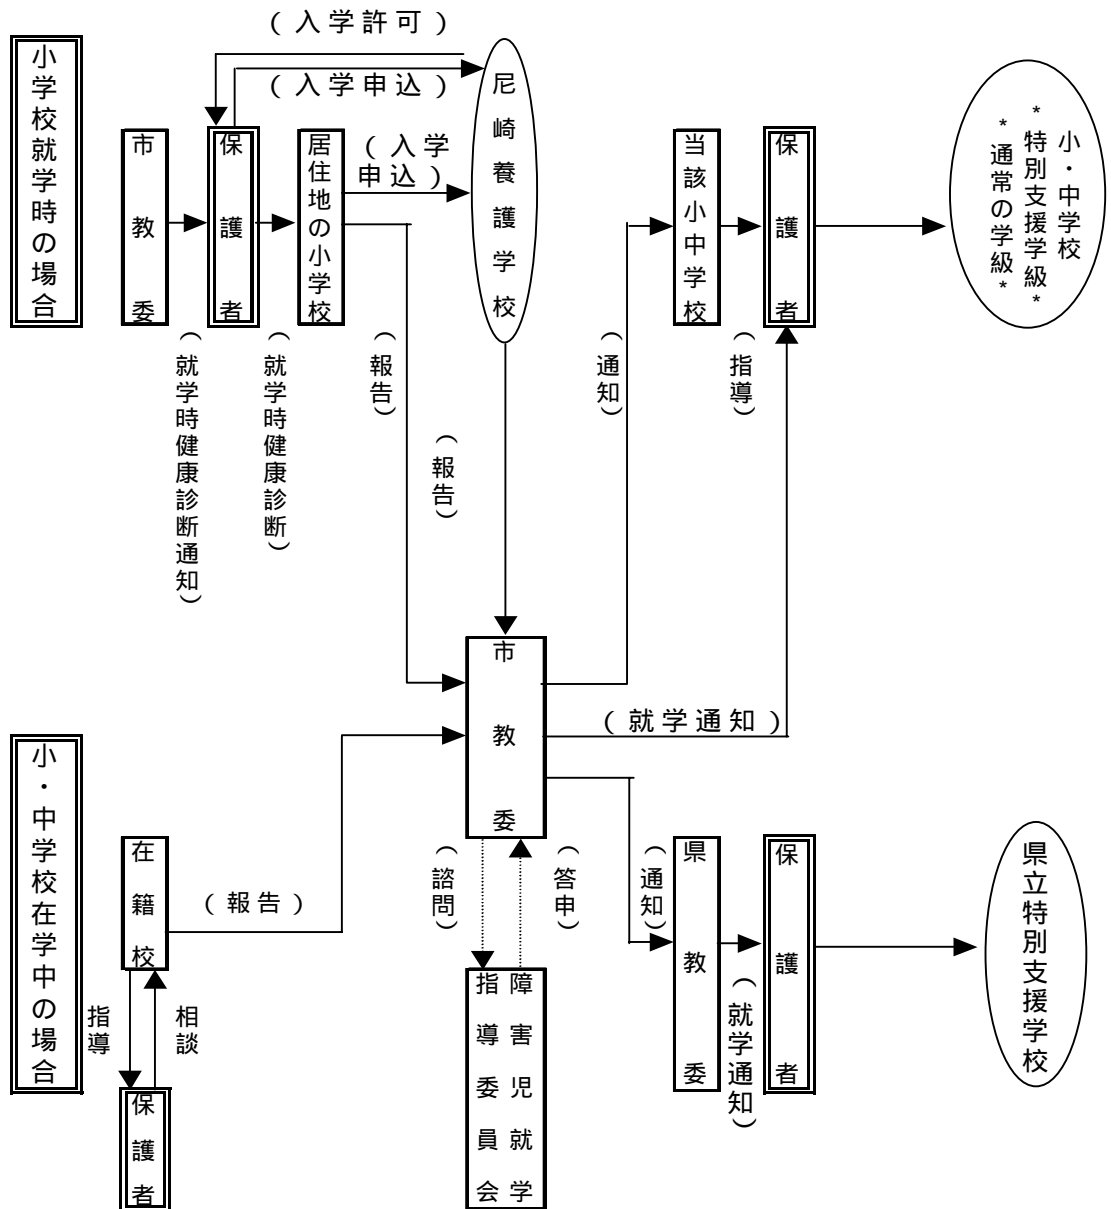 (入学許可)
(入学申込)
小学校就学時の場合
市教委
保護者
居住地の小学校
(入学
申込)
尼崎養護学校
当該小中学校
保護者
小・中学校
*特別支援学級*
*通常の学級*
(就学時健康診断通知)
(就学時健康診断)
(報告)
(報告)
(通知)
(指導)
市教委
(就学通知)
小・中学校在学中の場合
在籍校
(報告)
(諮問)
(答申)
(通知)
県教委
保護者
県立特別支援学校
(就学通知)
指導
相談
保護者
障害児就学
指導委員会